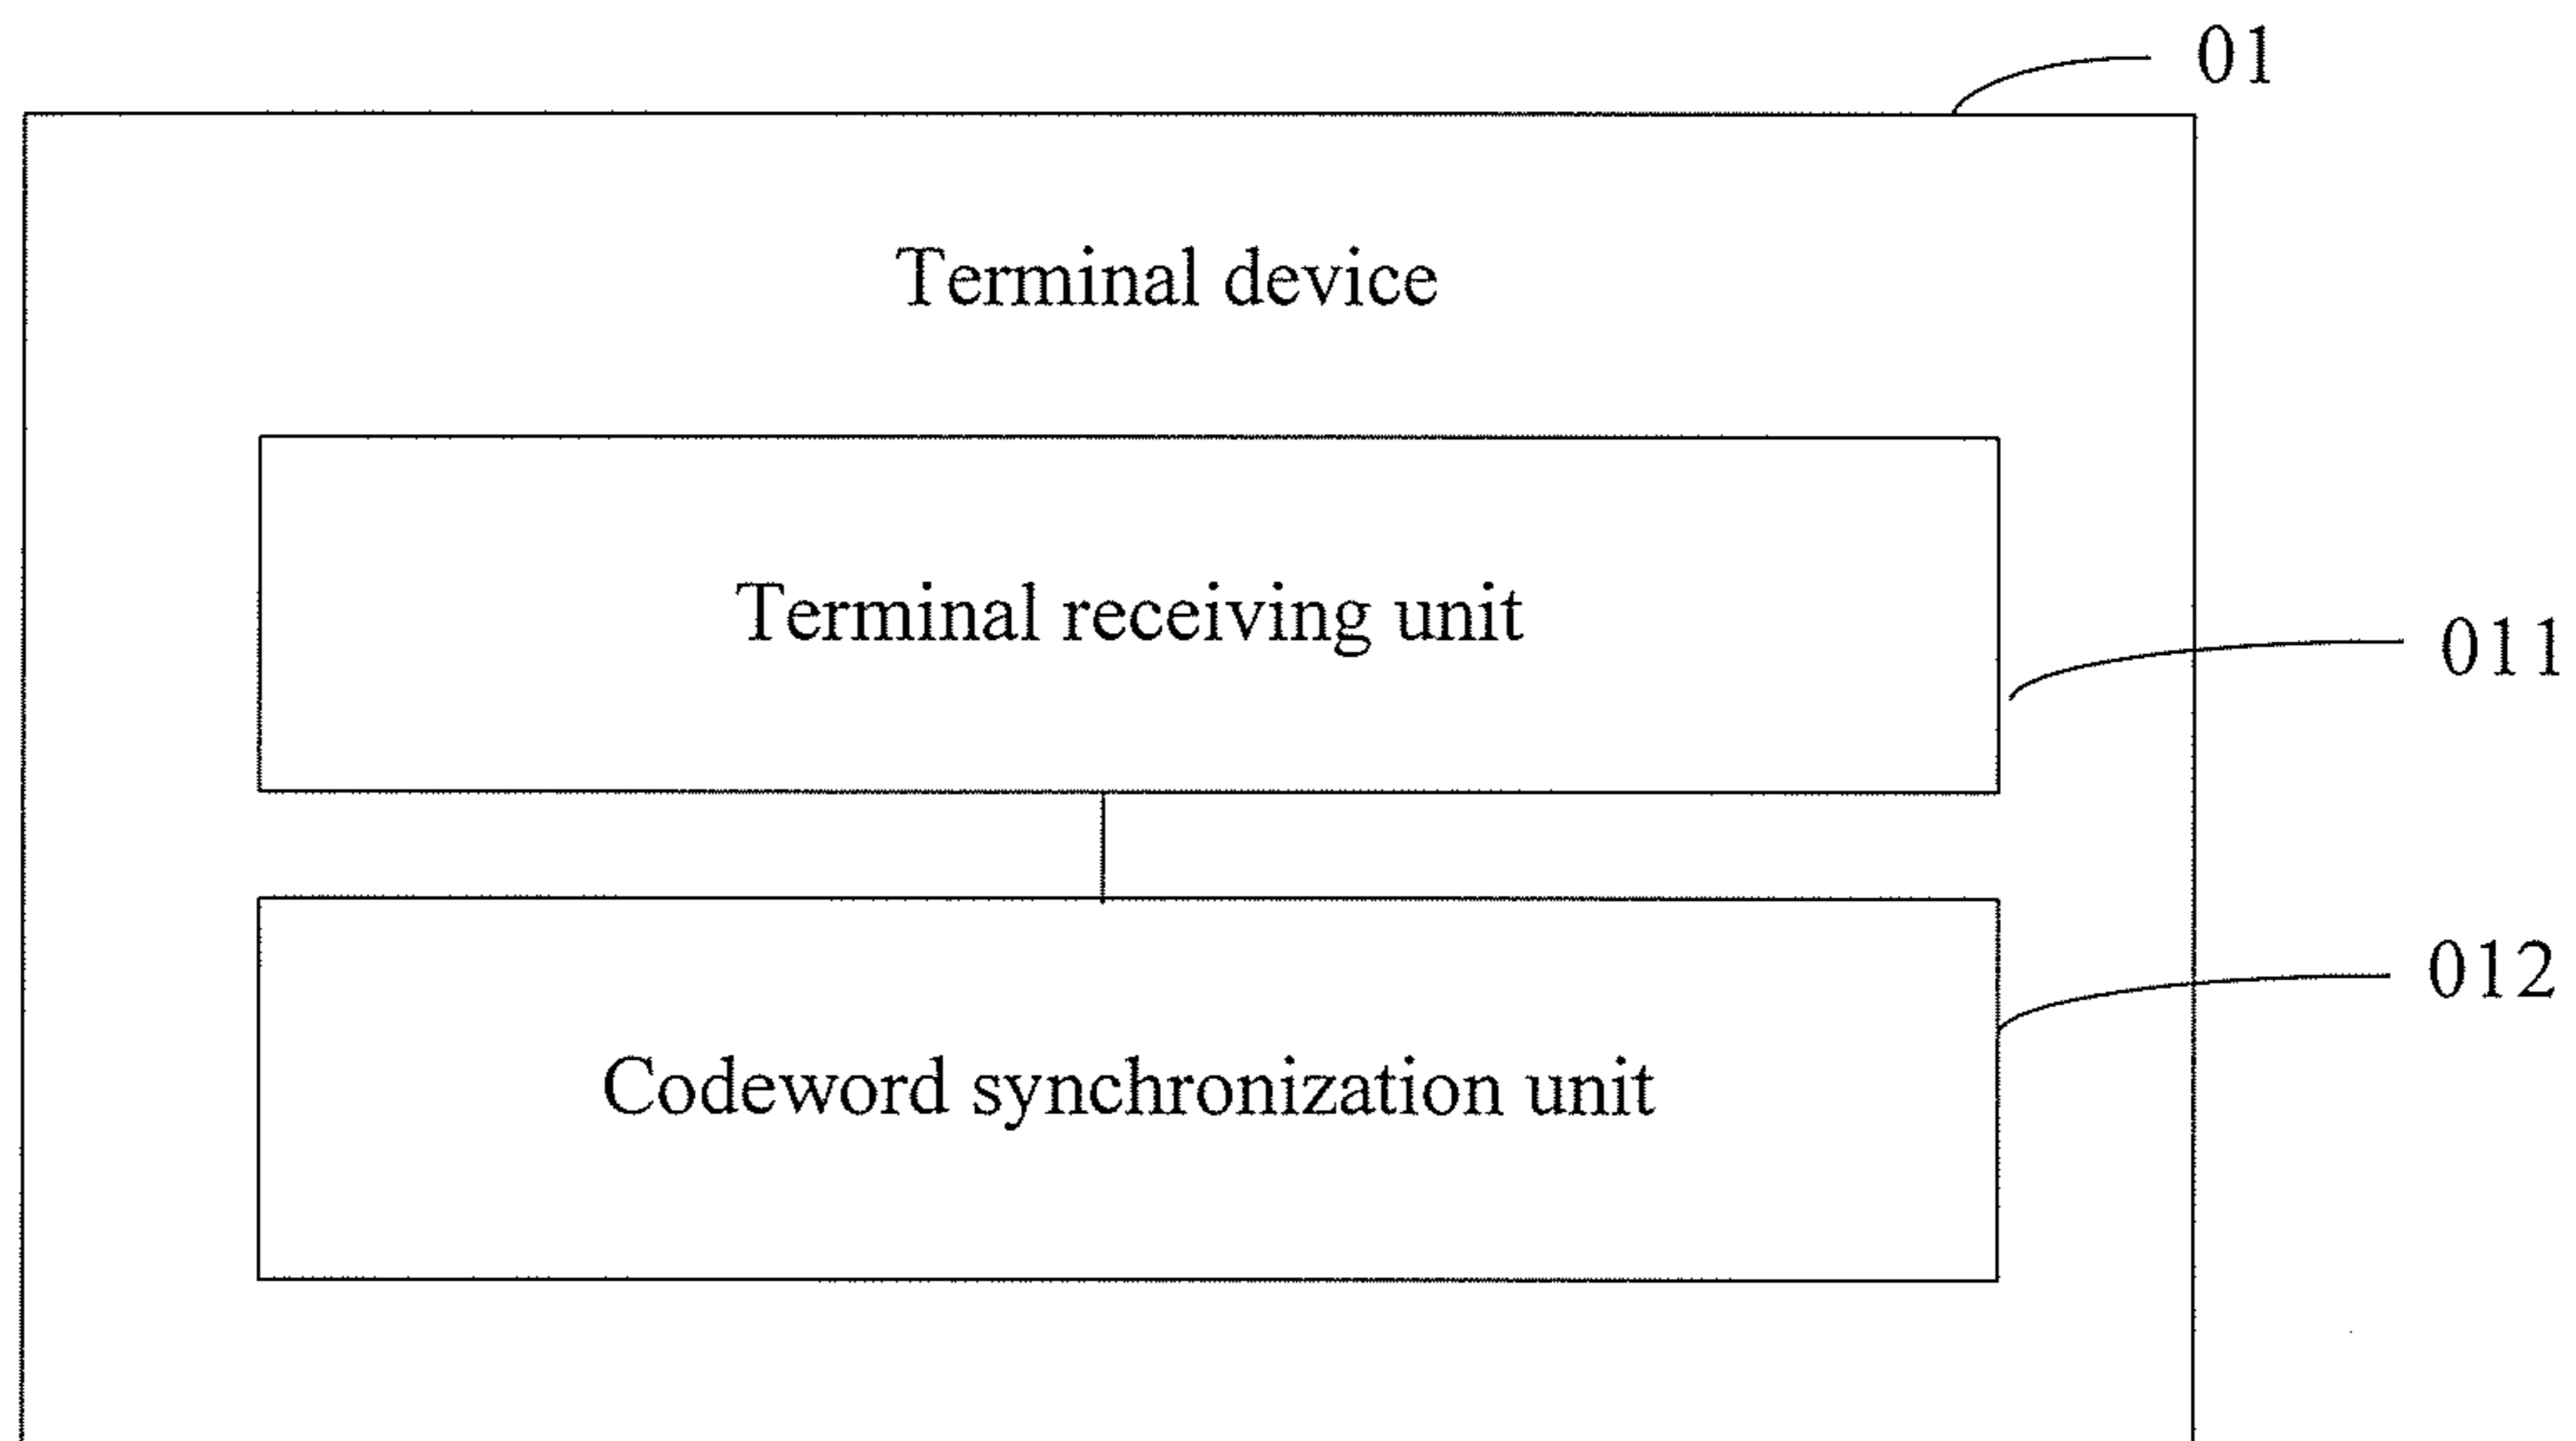 01
Terminal device
Terminal receiving unit
011
012
Codeword synchronization unit